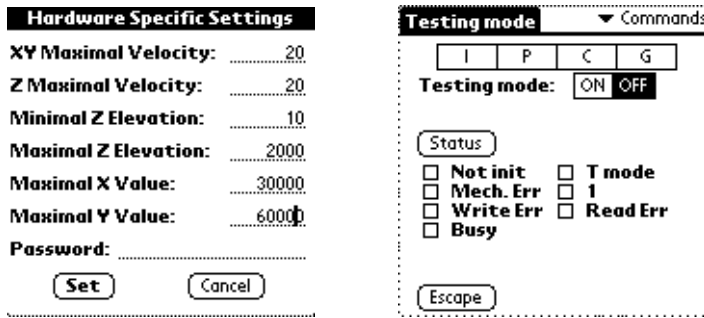 Hardware Specific Settings
XY Maximal Velocity: 20
Z Maximal Velocity: 20
Minimal Z Elevation: 10
Maximal Z Elevation: 2000
Maximal X Value: 30000
Maximal Y Value: 60000
Password:
Set Cancel
Testing mode Commands
I P C G
Testing mode: ON OFF
Status
Not init T mode
Mech. Err 1
Write Err Read Err
Busy
Escape